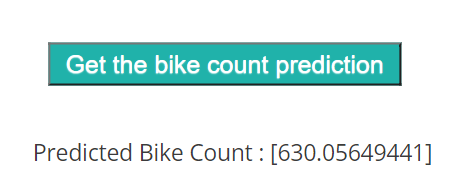 Get the bike count prediction
Predicted Bike Count : [630.05649441]